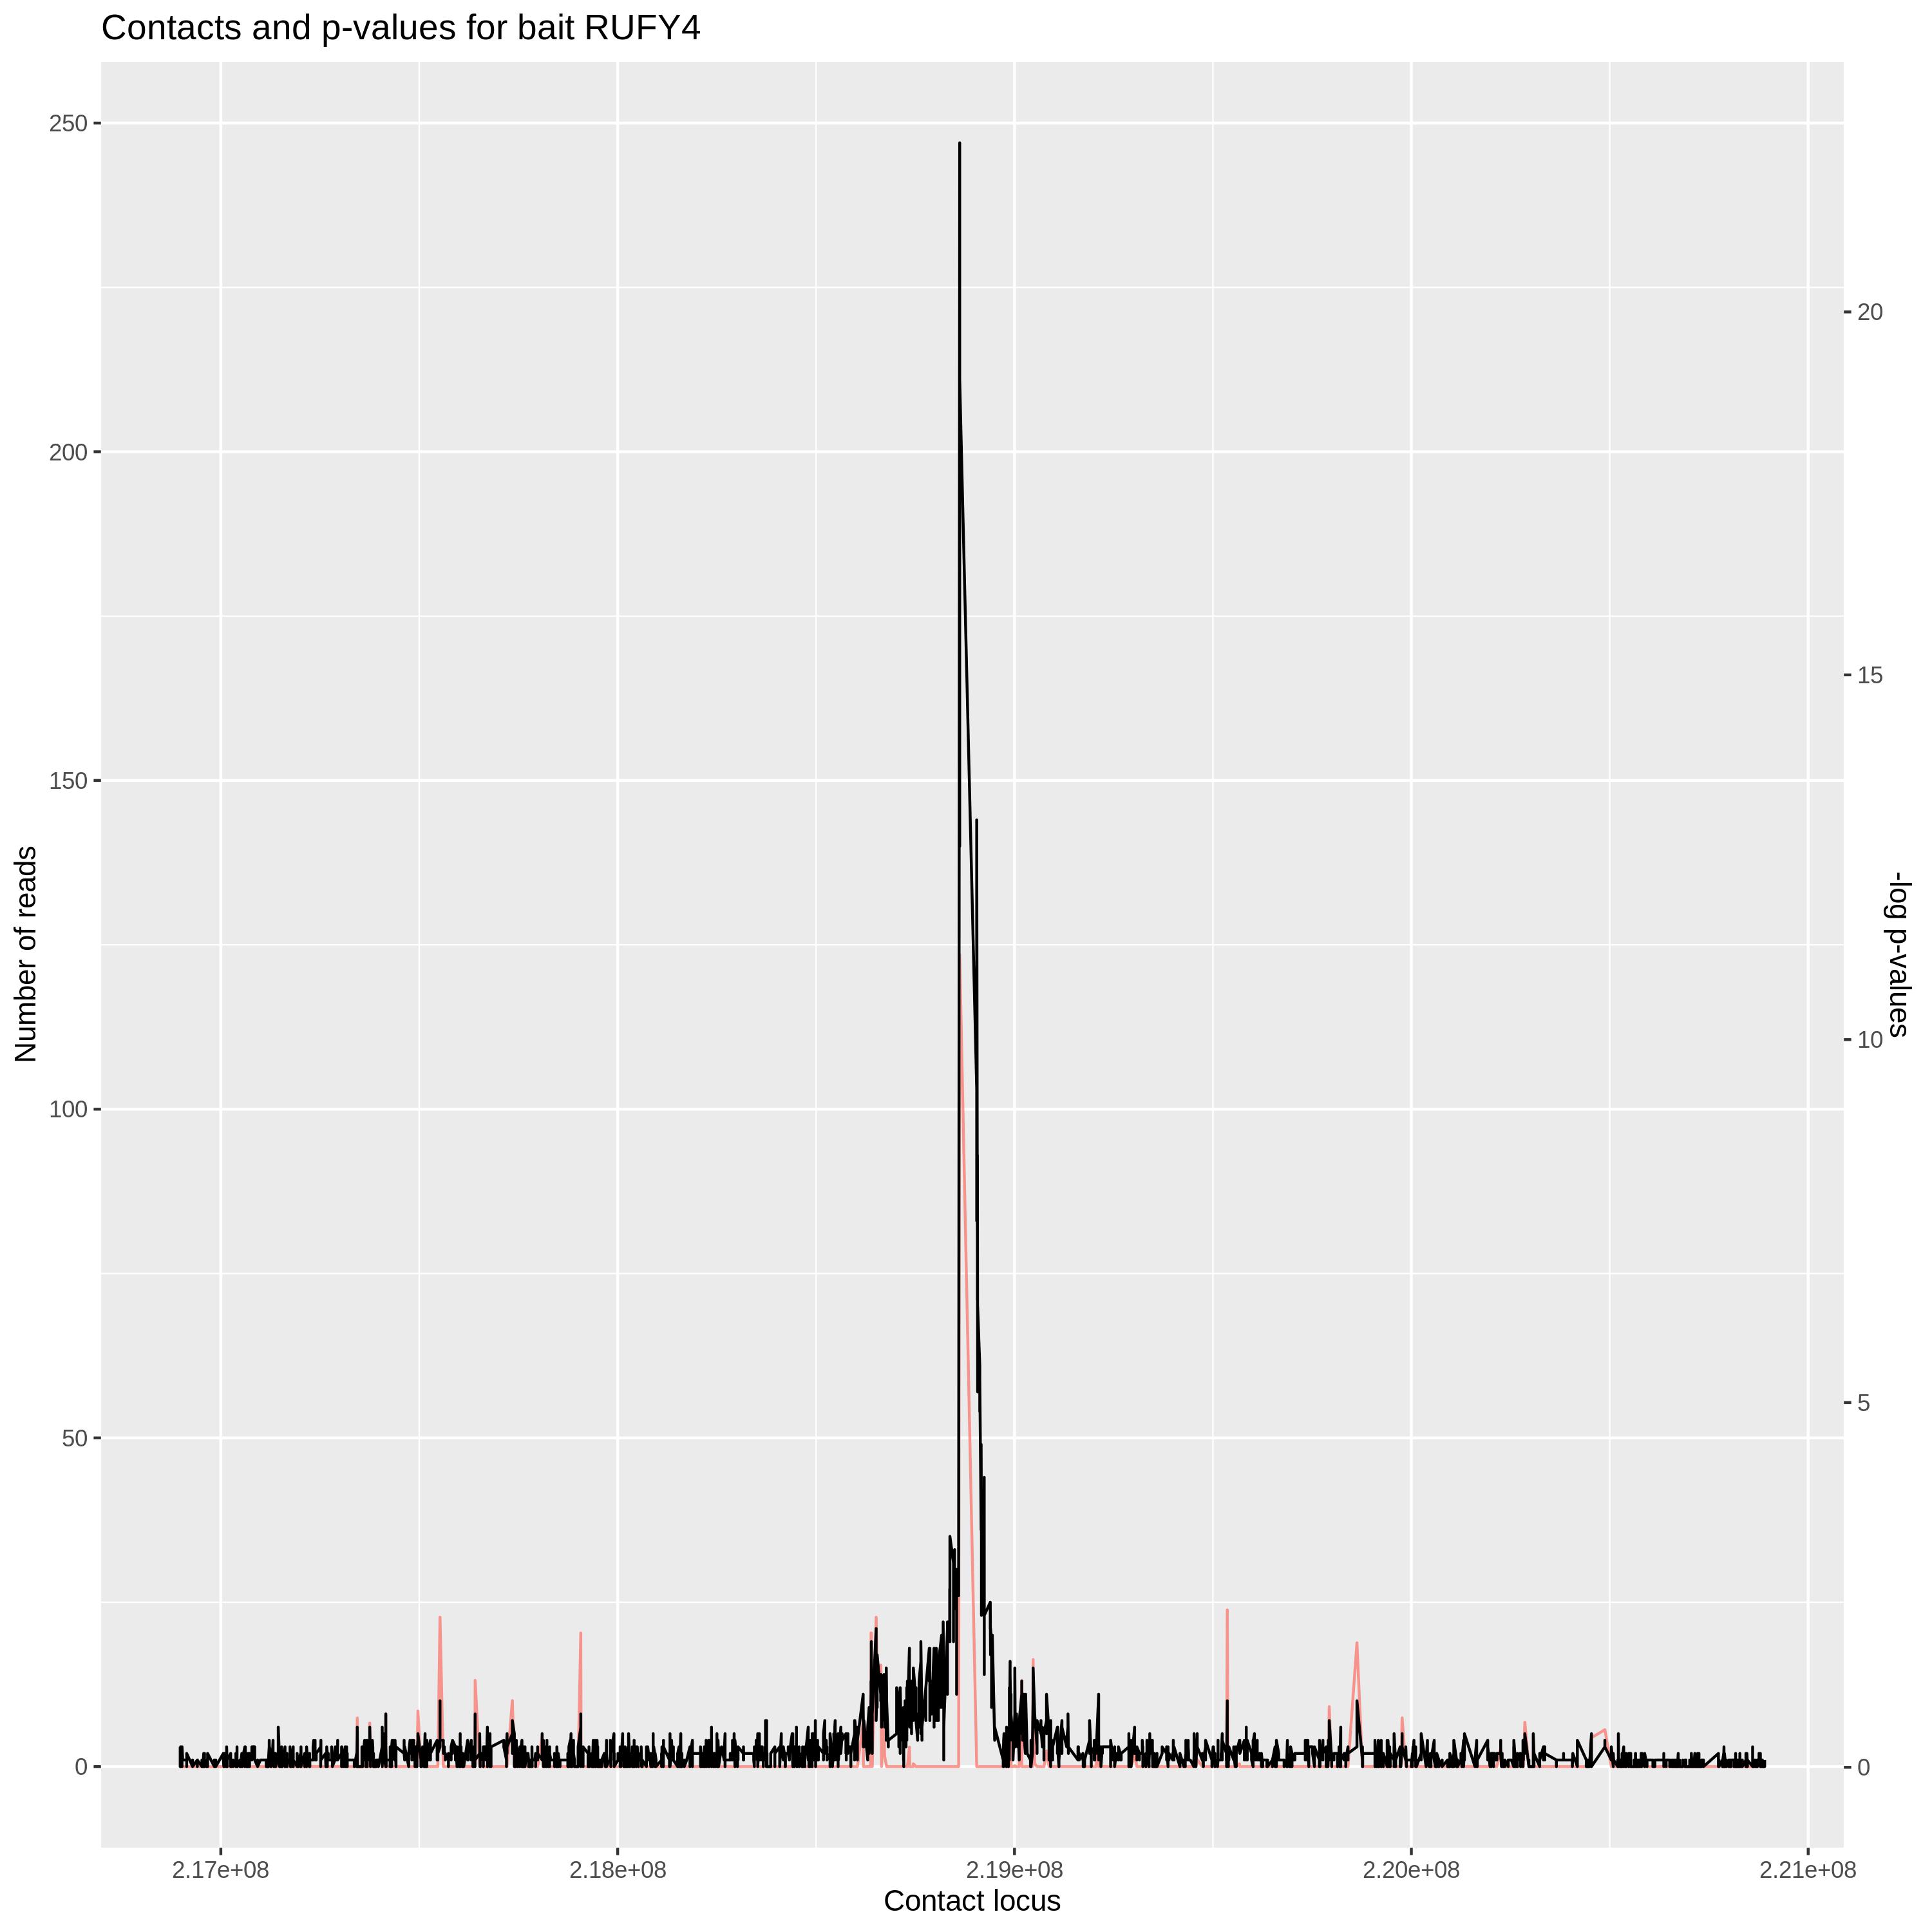 Contacts and p-values for bait RUFY4
250
200
150
100
50
0
Number of reads
20
15
10
5
0
-log p-values
2.17e+08
2.18e+08
2.19e+08
2.20e+08
2.21e+08
Contact locus